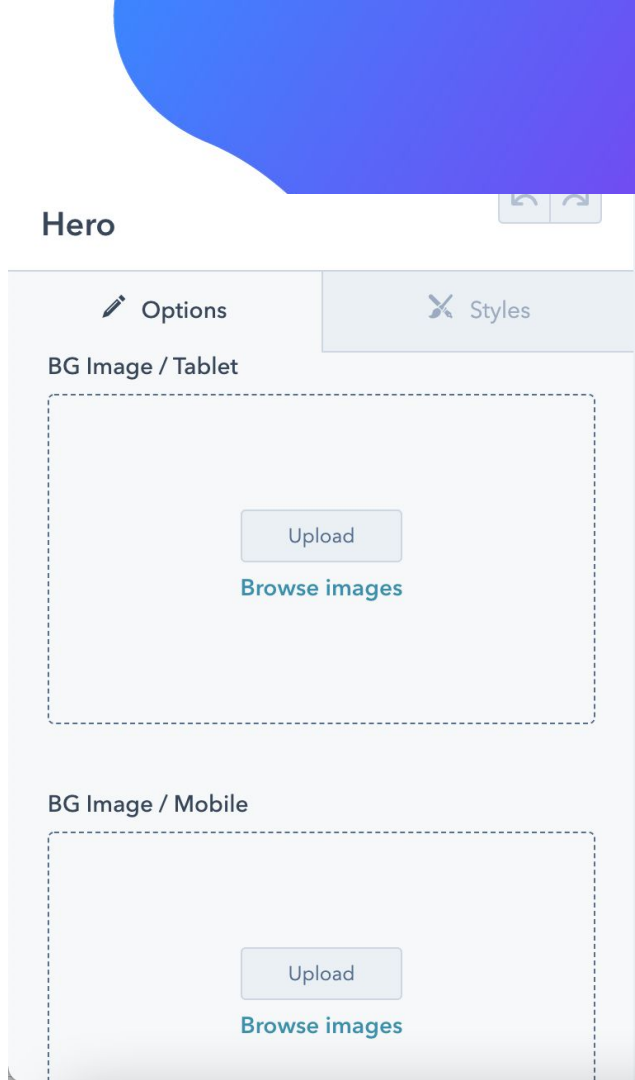 Hero
Options
Styles
BG Image / Tablet
Upload
Browse images
BG Image / Mobile
Upload
Browse images